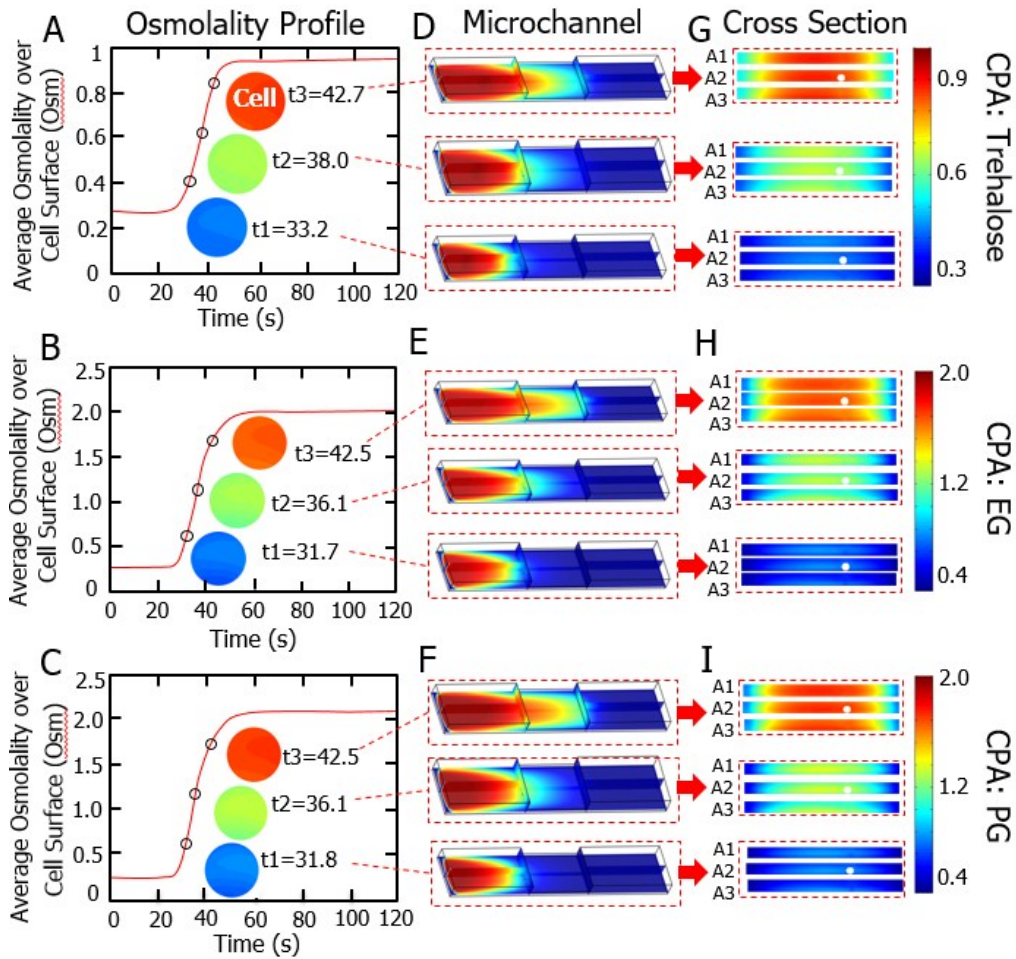 A
Osmolality Profile
D
Microchannel
G
Cross Section
Average Osmolality over
Cell Surface (Osm)
1
0.8
0.6
0.4
0.2
0
0
20
40
60
80
100
120
Time (s)
Cell
t3=42.7
t2=38.0
t1=33.2
A1
A2
A3
A1
A2
A3
A1
A2
A3
0.9
0.6
0.3
CPA: Trehalose
B
E
H
Average Osmolality over
Cell Surface (Osm)
2.5
2.0
1.5
1.0
0.5
0
0
20
40
60
80
100
120
Time (s)
t3=42.5
t2=36.1
t1=31.7
A1
A2
A3
A1
A2
A3
A1
A2
A3
2.0
1.2
0.4
CPA: EG
C
F
I
Average Osmolality over
Cell Surface (Osm)
2.5
2.0
1.5
1.0
0.5
0
0
20
40
60
80
100
120
Time (s)
t3=42.5
t2=36.1
t1=31.8
A1
A2
A3
A1
A2
A3
A1
A2
A3
2.0
1.2
0.4
CPA: PG